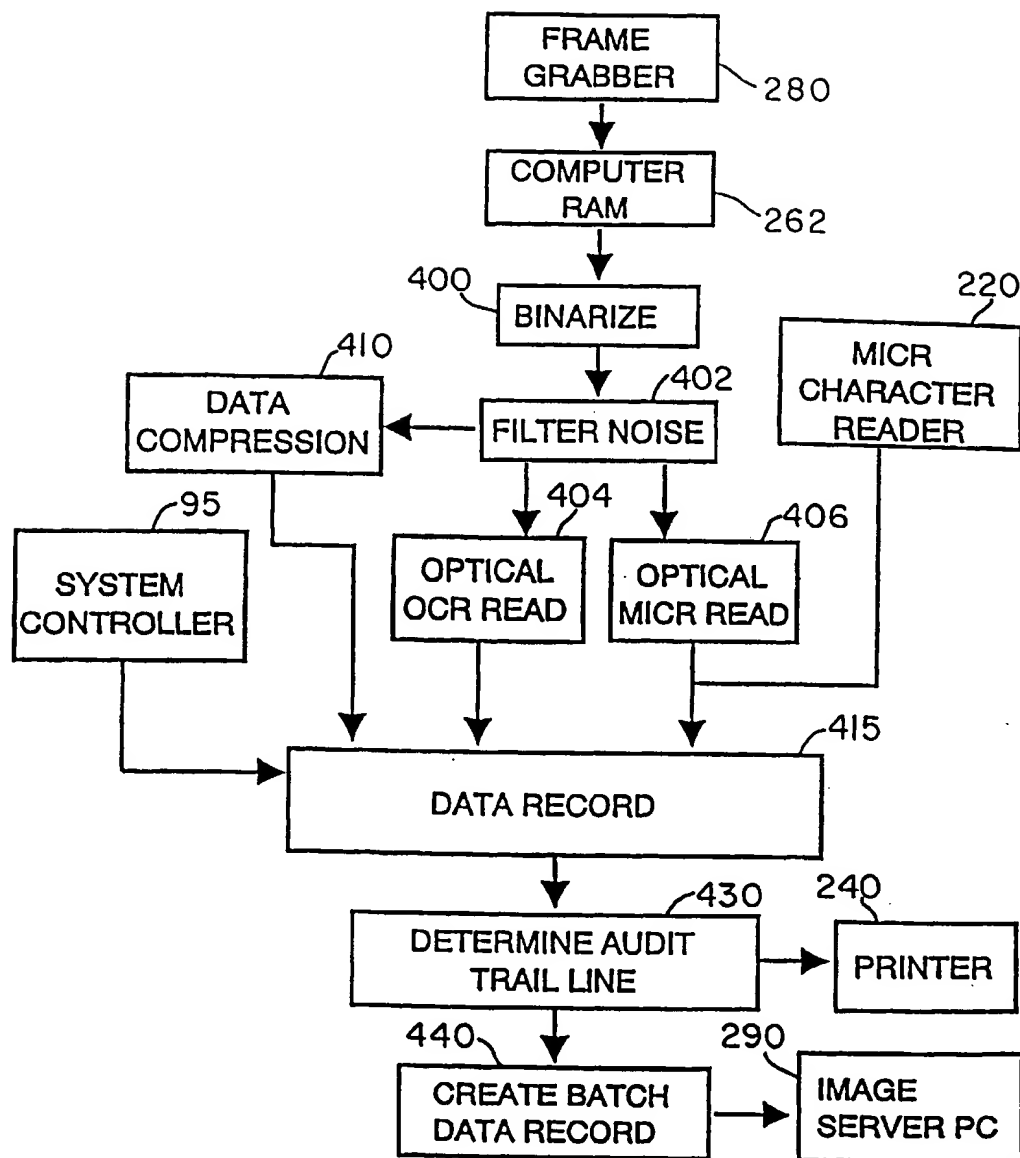 FRAME
GRABBER
280
COMPUTER
RAM
262
400
BINARIZE
220
MICR
CHARACTER
READER
410
DATA
COMPRESSION
402
FILTER NOISE
95
SYSTEM
CONTROLLER
404
OPTICAL
OCR READ
406
OPTICAL
MICR READ
415
DATA RECORD
430
DETERMINE AUDIT
TRAIL LINE
240
PRINTER
440
CREATE BATCH
DATA RECORD
290
IMAGE
SERVER PC